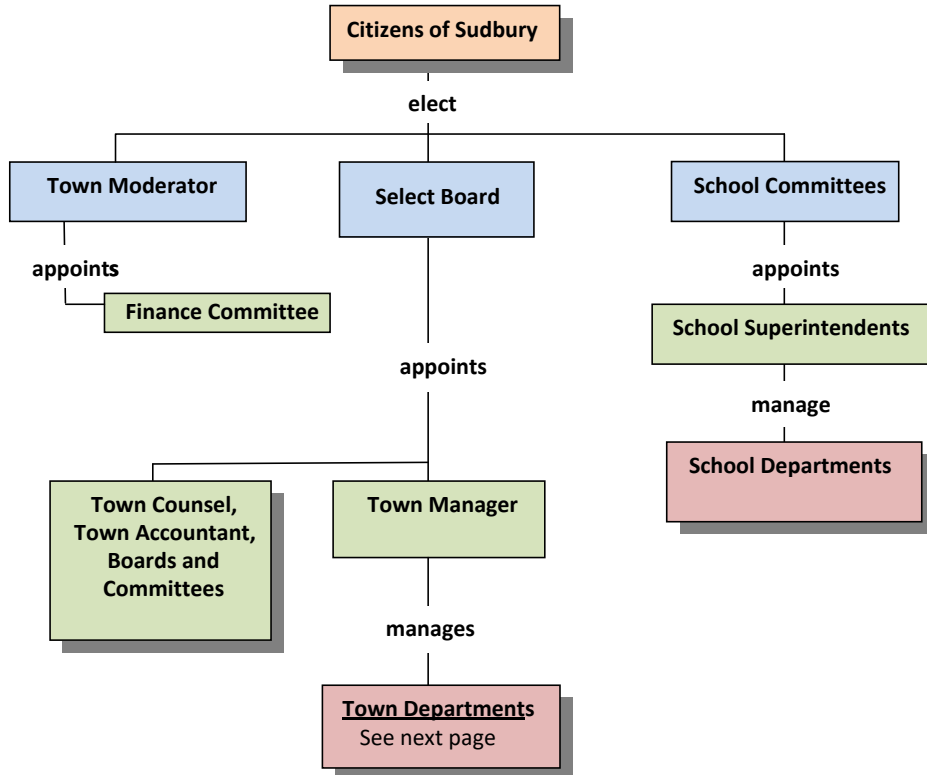 Citizens of Sudbury
elect
Town Moderator
Select Board
School Committees
appoints
appoints
Finance Committee
School Superintendents
appoints
manage
School Departments
Town Counsel,
Town Accountant,
Boards and
Committees
Town Manager
manages
Town Departments
See next page